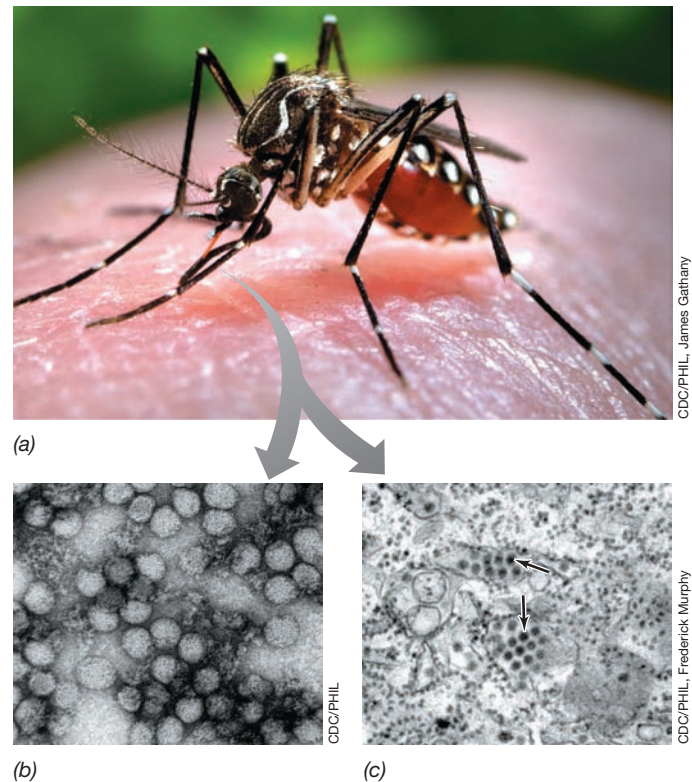 CDC/PHIL, James Gathany
(a)
CDC/PHIL
CDC/PHIL, Frederick Murphy
(b)
(c)